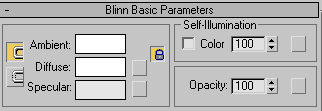 - Blinn Basic Parameters
Self-Illumination
Ambient:
Color 100
Diffuse:
Specular:
Opacity: 100